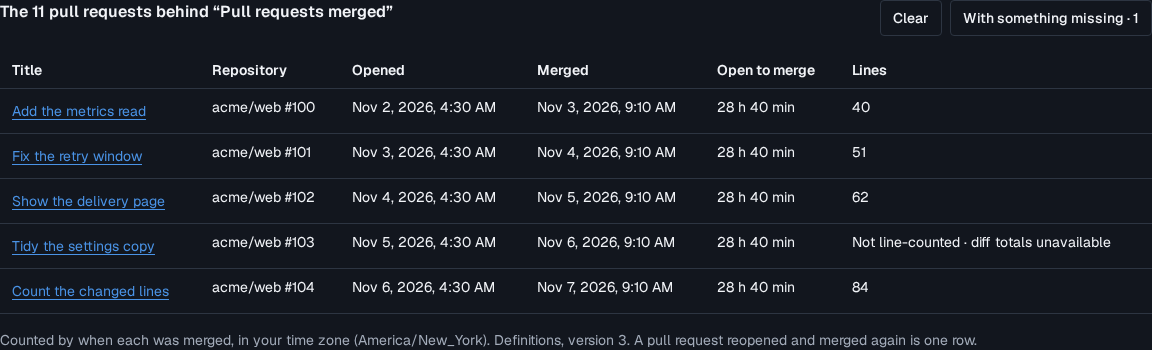 The 11 pull requests behind “Pull requests merged”
Clear
With something missing · 1
Title Repository Opened Merged Open to merge Lines
Add the metrics read acme/web #100 Nov 2, 2026, 4:30 AM Nov 3, 2026, 9:10 AM 28 h 40 min 40
Fix the retry window acme/web #101 Nov 3, 2026, 4:30 AM Nov 4, 2026, 9:10 AM 28 h 40 min 51
Show the delivery page acme/web #102 Nov 4, 2026, 4:30 AM Nov 5, 2026, 9:10 AM 28 h 40 min 62
Tidy the settings copy acme/web #103 Nov 5, 2026, 4:30 AM Nov 6, 2026, 9:10 AM 28 h 40 min Not line-counted · diff totals unavailable
Count the changed lines acme/web #104 Nov 6, 2026, 4:30 AM Nov 7, 2026, 9:10 AM 28 h 40 min 84
Counted by when each was merged, in your time zone (America/New_York). Definitions, version 3. A pull request reopened and merged again is one row.